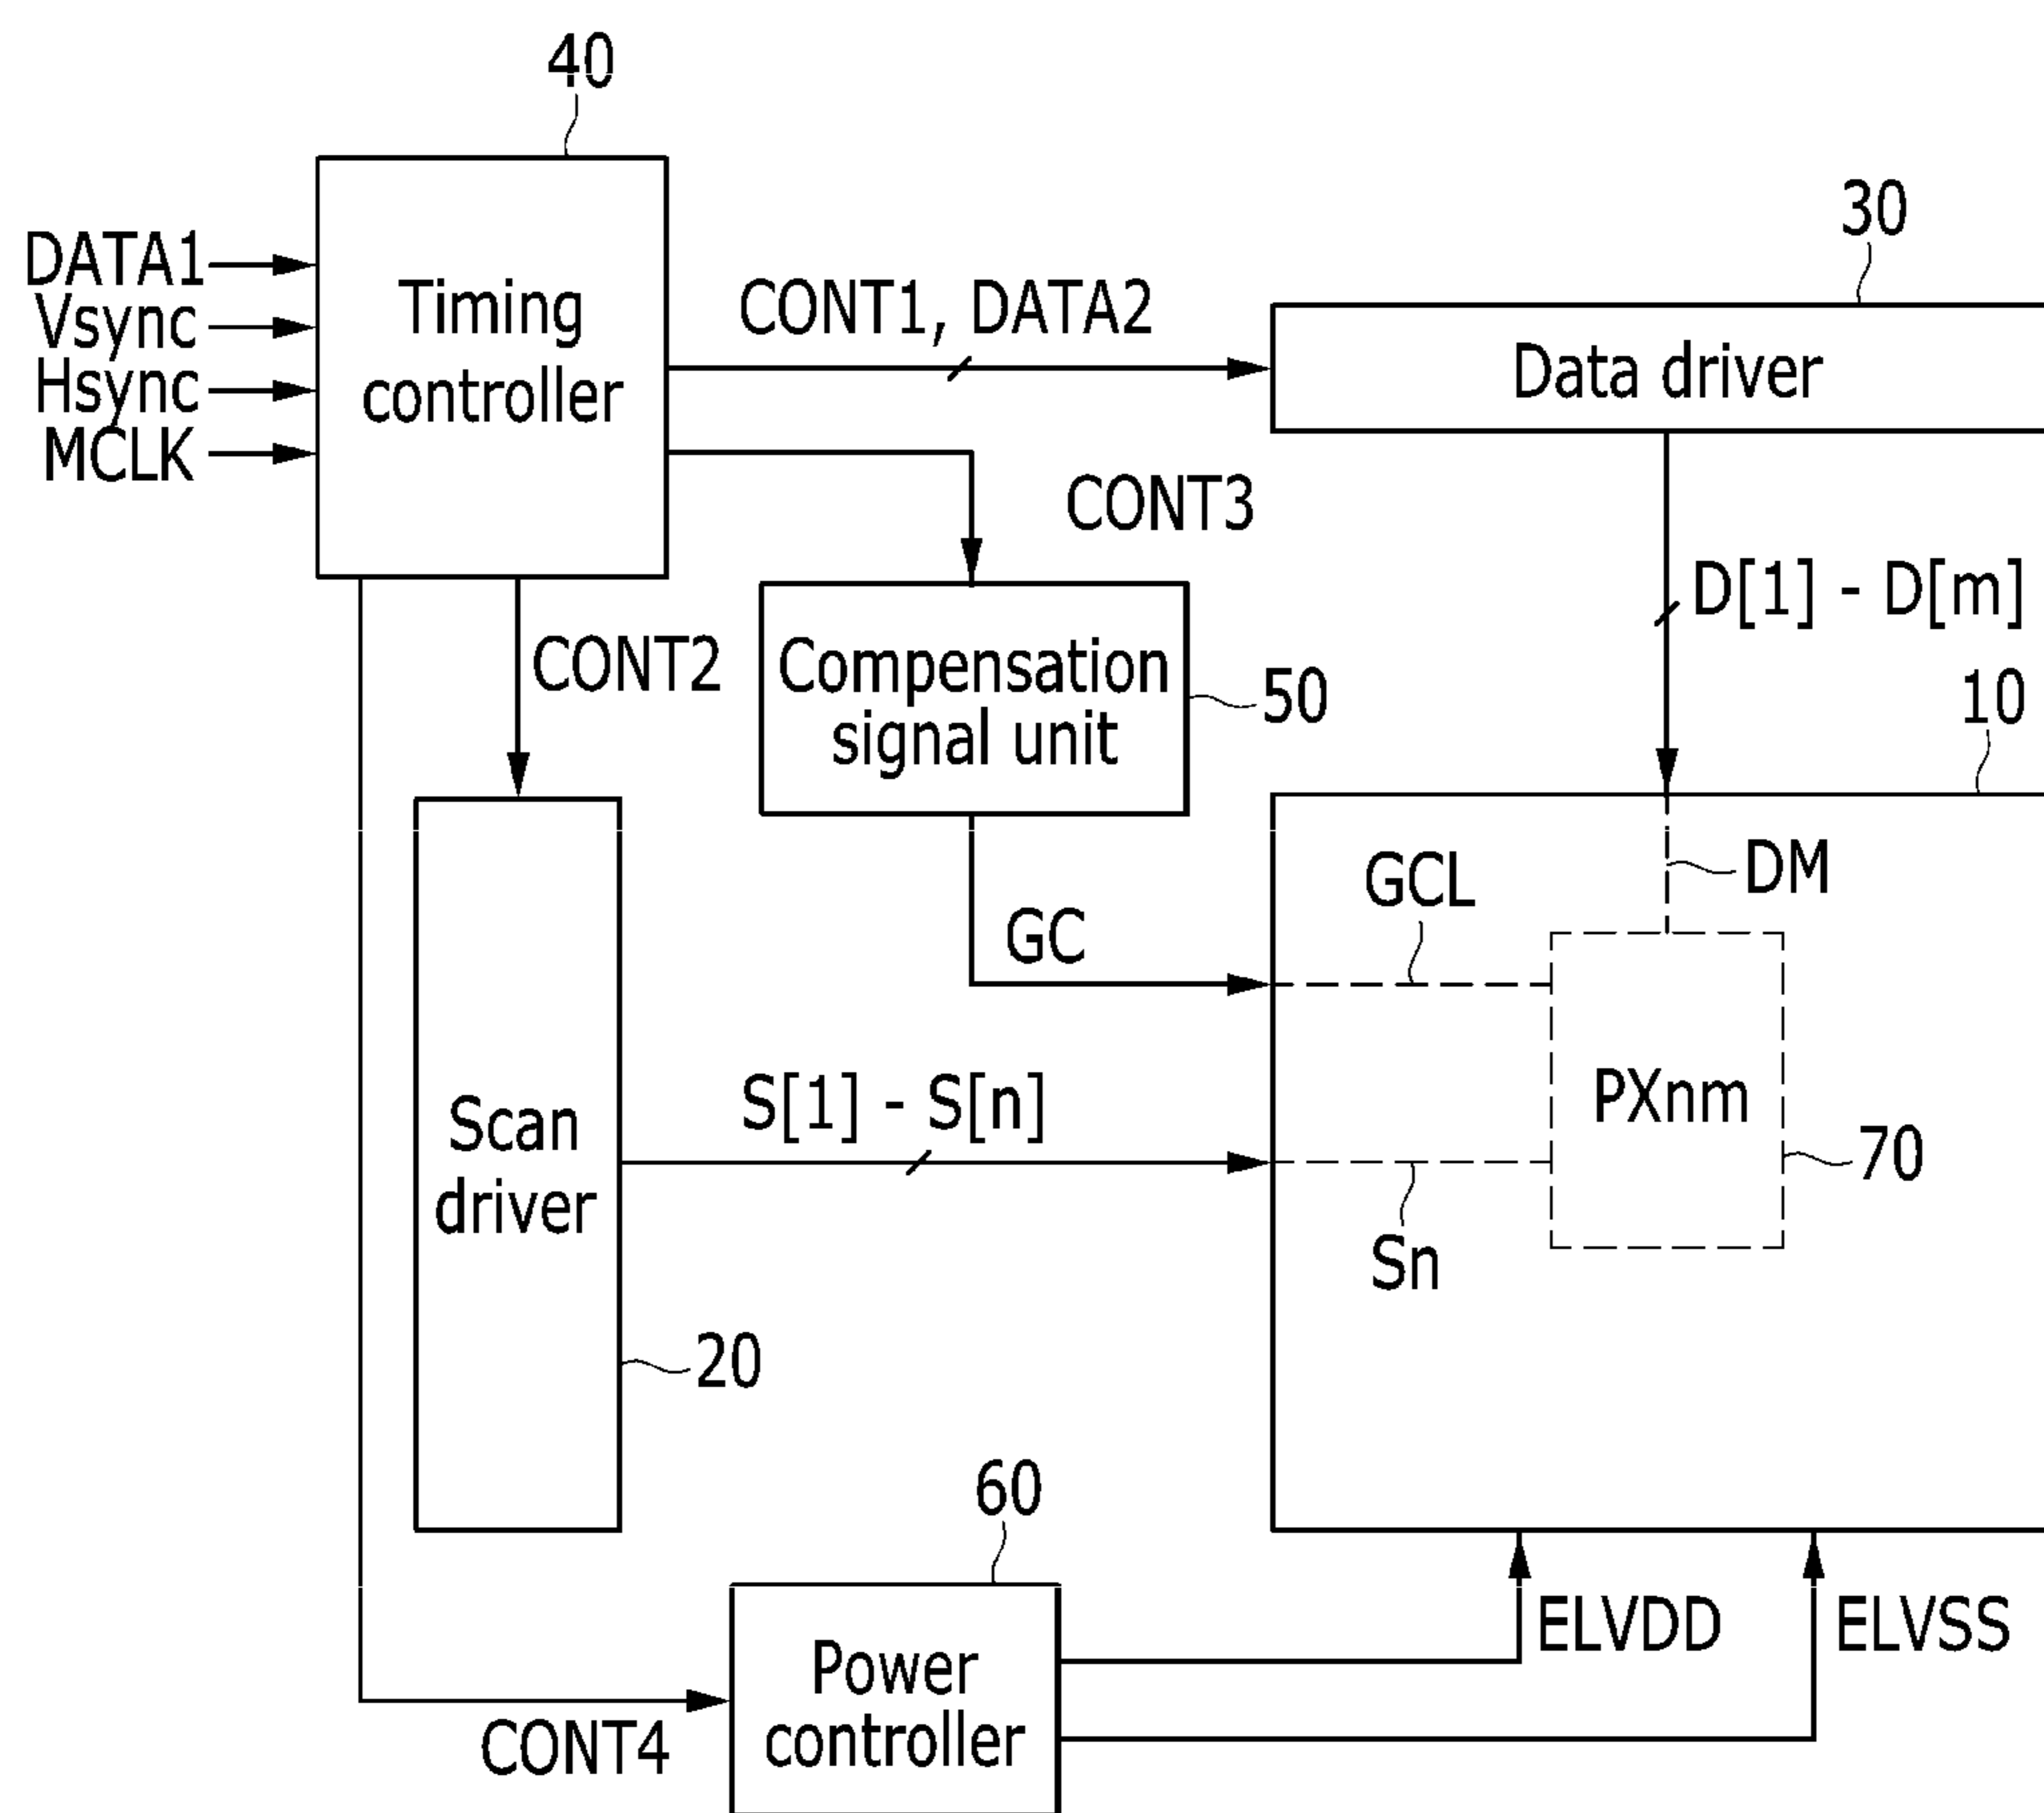 40
30
DATA1
Vsync
Hsync
MCLK
Timing
controller
CONT1, DATA2
Data driver
CONT3
D[1] - D[m]
CONT2
Compensation
signal unit
50
10
GCL
DM
GC
PXnm
S[1] - S[n]
Scan
driver
70
Sn
20
60
ELVDD
ELVSS
Power
controller
CONT4